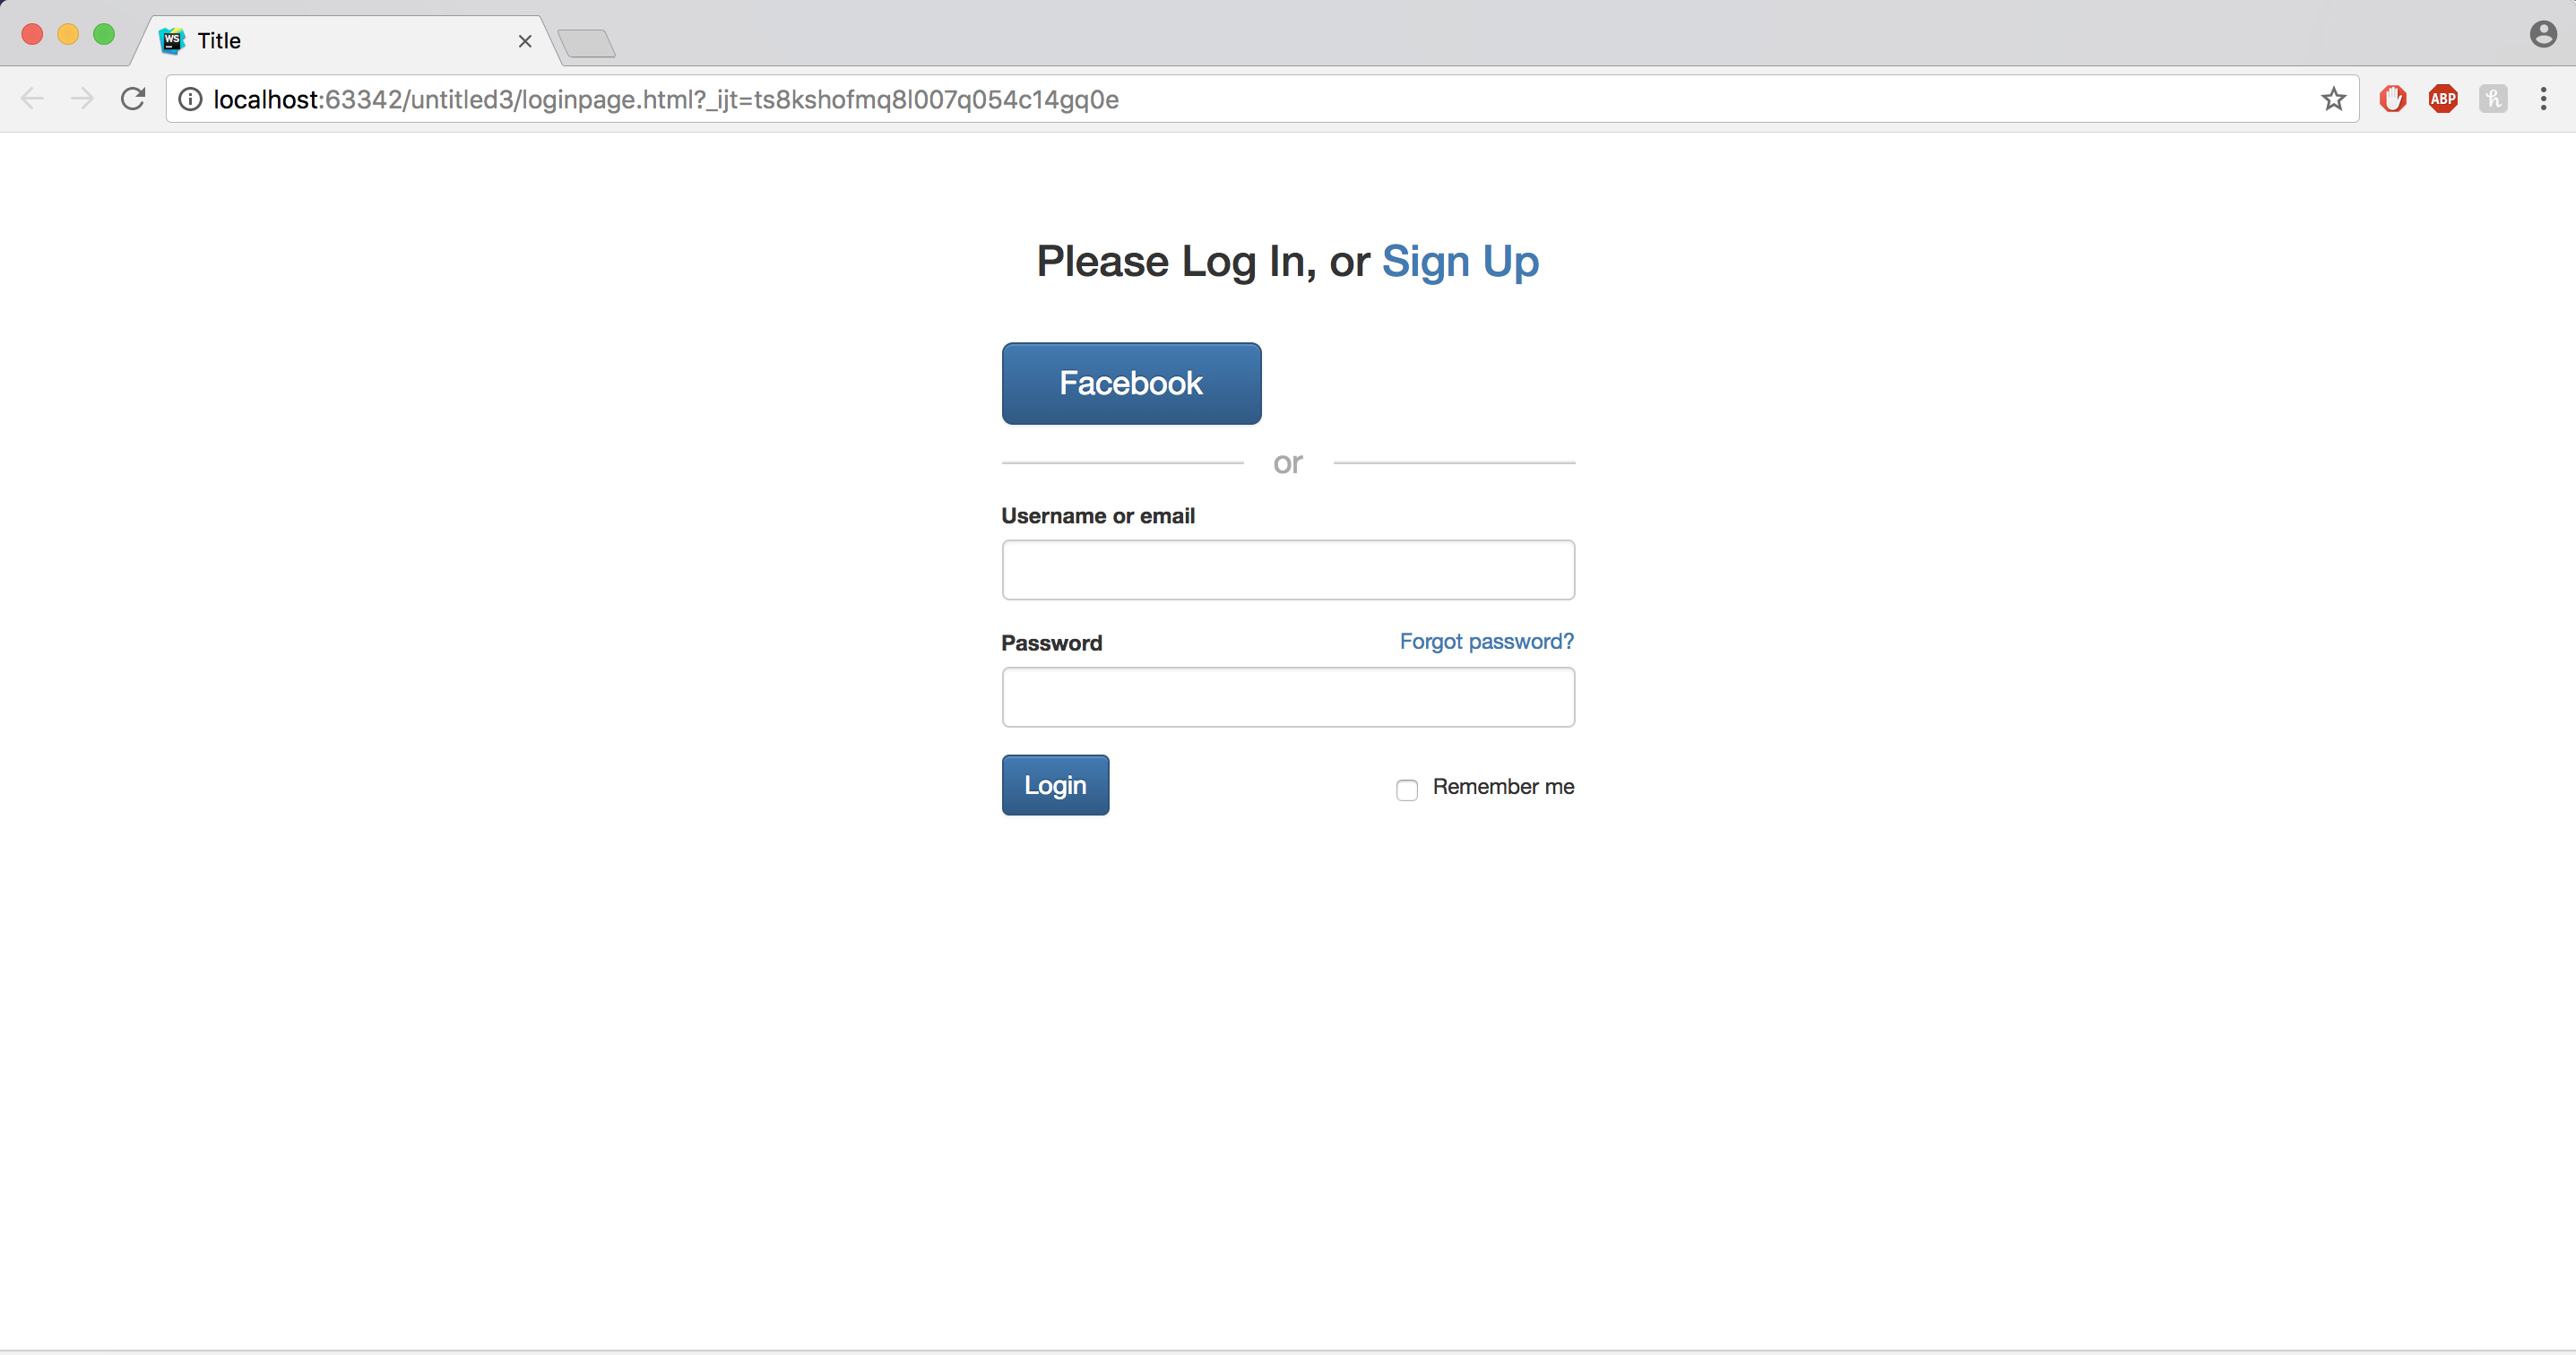 WS
Title
localhost:63342/untitled3/loginpage.html?_ijt=ts8kshofmq8l007q054c14gq0e
ABP
h
Please Log In, or Sign Up
Facebook
or
Username or email
Password
Forgot password?
Login
Remember me